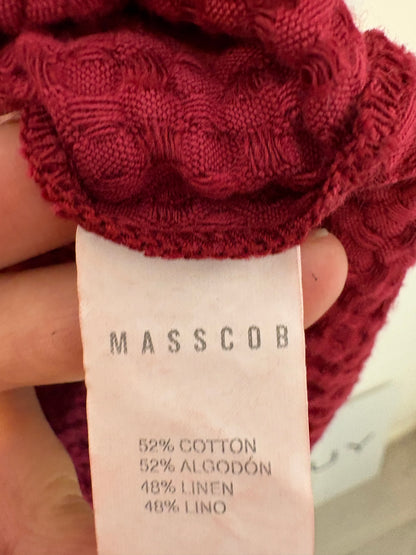 MASSCOB
52% COTTON
52% ALGODÓN
48% LINEN
48% LINO